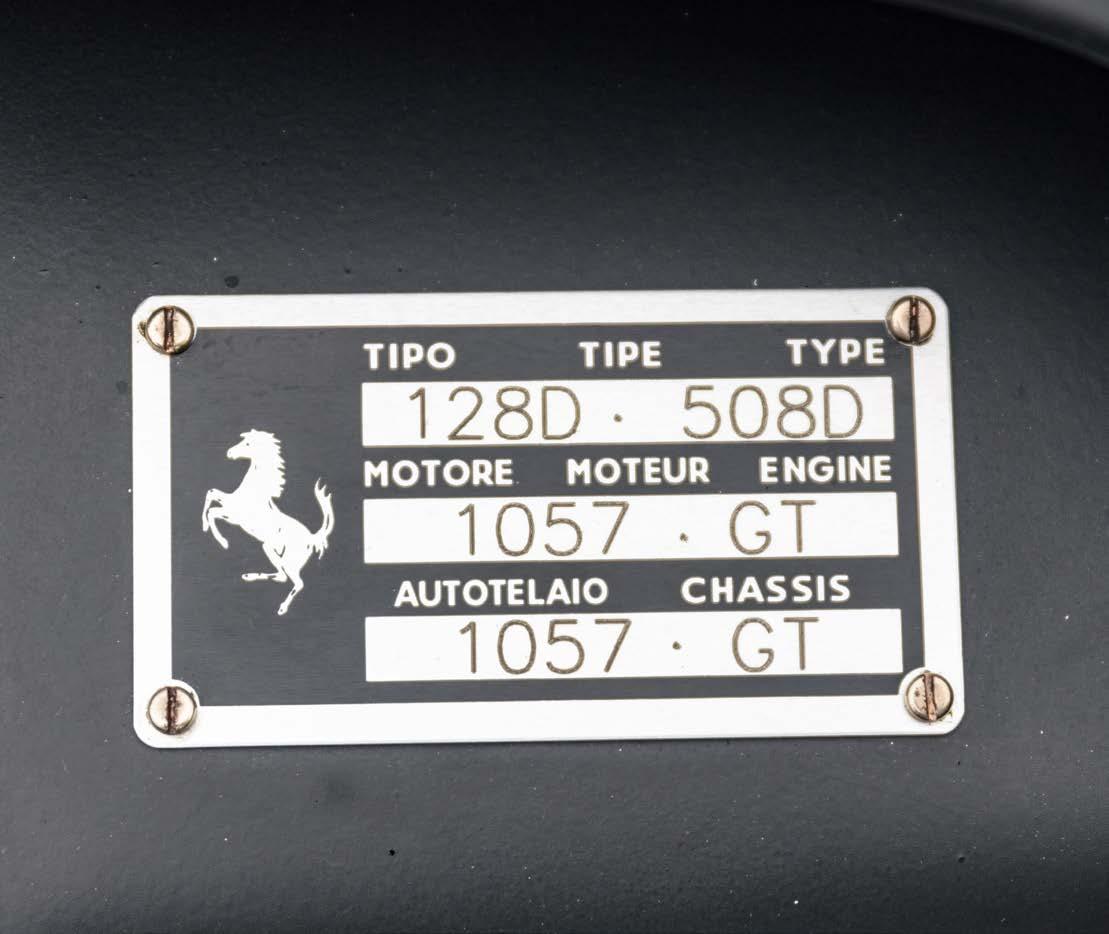 TIPO TIPE TYPE
128D · 508D
MOTORE MOTEUR ENGINE
1057 · GT
AUTOTELAIO CHASSIS
1057 · GT